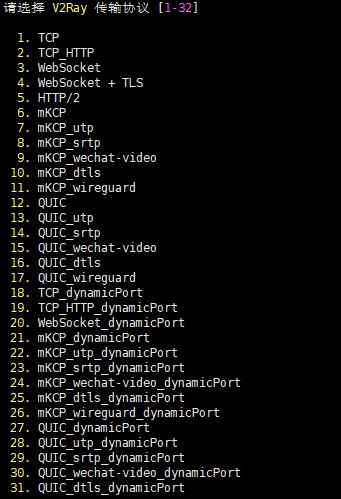 请选择 V2Ray 传输协议 [1-32]
1. TCP
2. TCP_HTTP
3. WebSocket
4. WebSocket + TLS
5. HTTP/2
6. mKCP
7. mKCP_utp
8. mKCP_srtp
9. mKCP_wechat-video
10. mKCP_dtls
11. mKCP_wireguard
12. QUIC
13. QUIC_utp
14. QUIC_srtp
15. QUIC_wechat-video
16. QUIC_dtls
17. QUIC_wireguard
18. TCP_dynamicPort
19. TCP_HTTP_dynamicPort
20. WebSocket_dynamicPort
21. mKCP_dynamicPort
22. mKCP_utp_dynamicPort
23. mKCP_srtp_dynamicPort
24. mKCP_wechat-video_dynamicPort
25. mKCP_dtls_dynamicPort
26. mKCP_wireguard_dynamicPort
27. QUIC_dynamicPort
28. QUIC_utp_dynamicPort
29. QUIC_srtp_dynamicPort
30. QUIC_wechat-video_dynamicPort
31. QUIC_dtls_dynamicPort